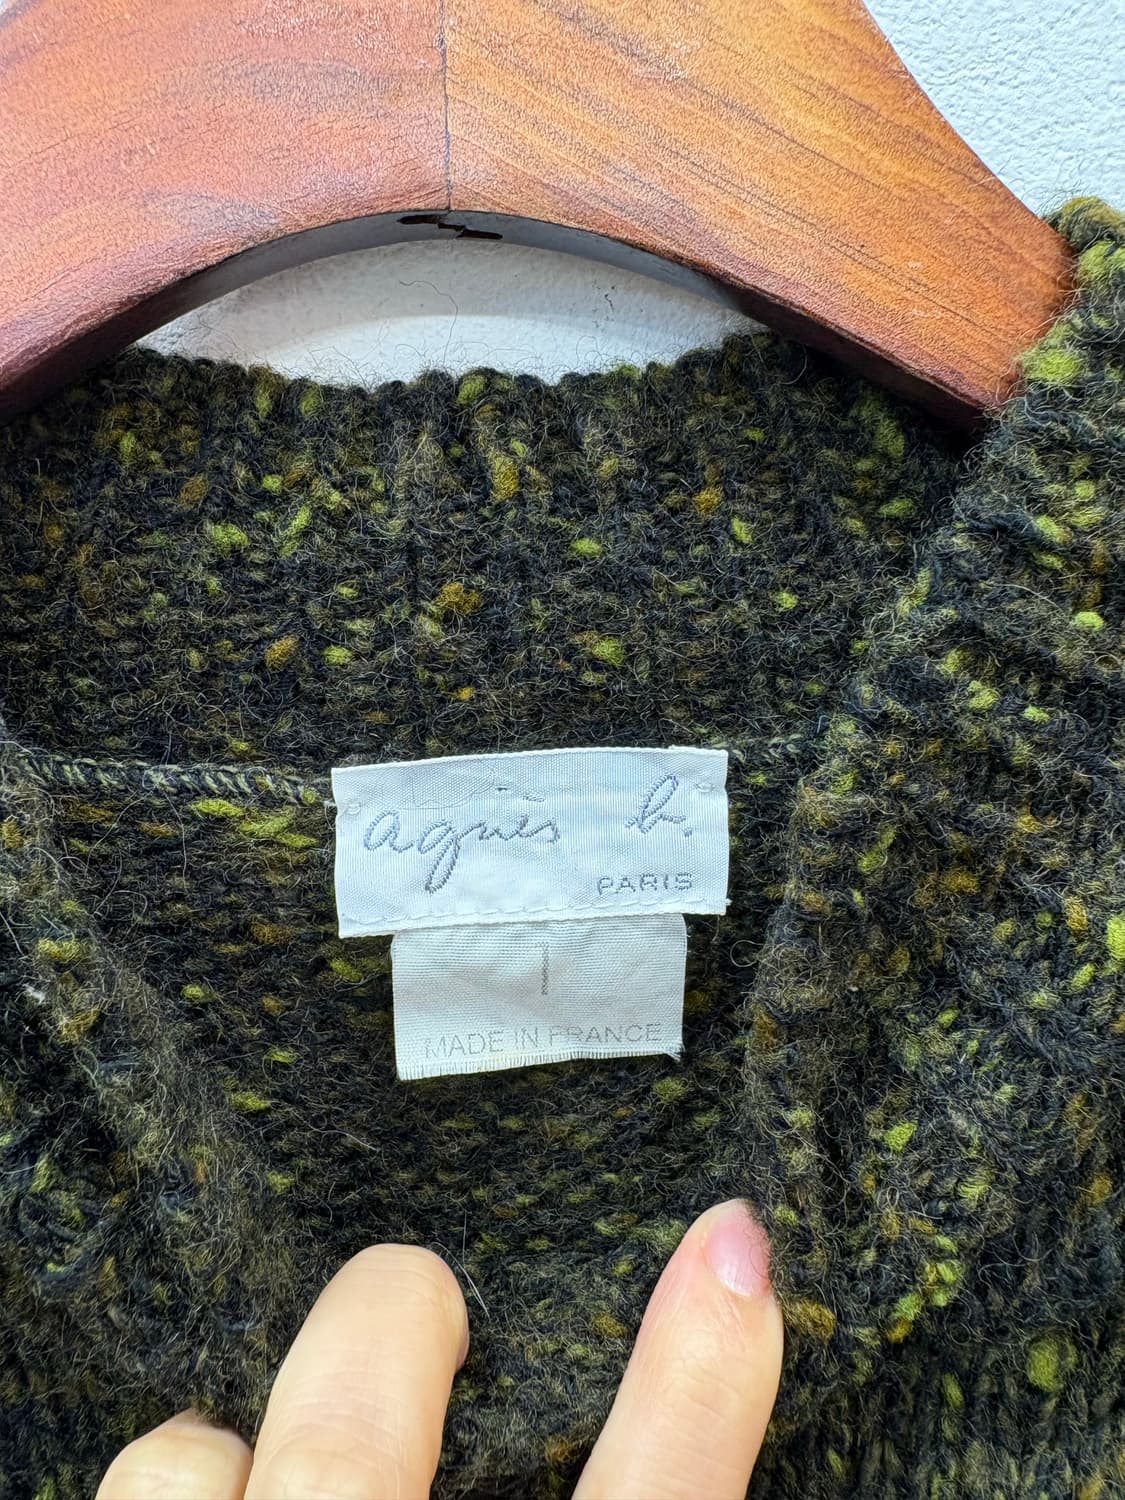 agnès b.
PARIS
1
MADE IN FRANCE